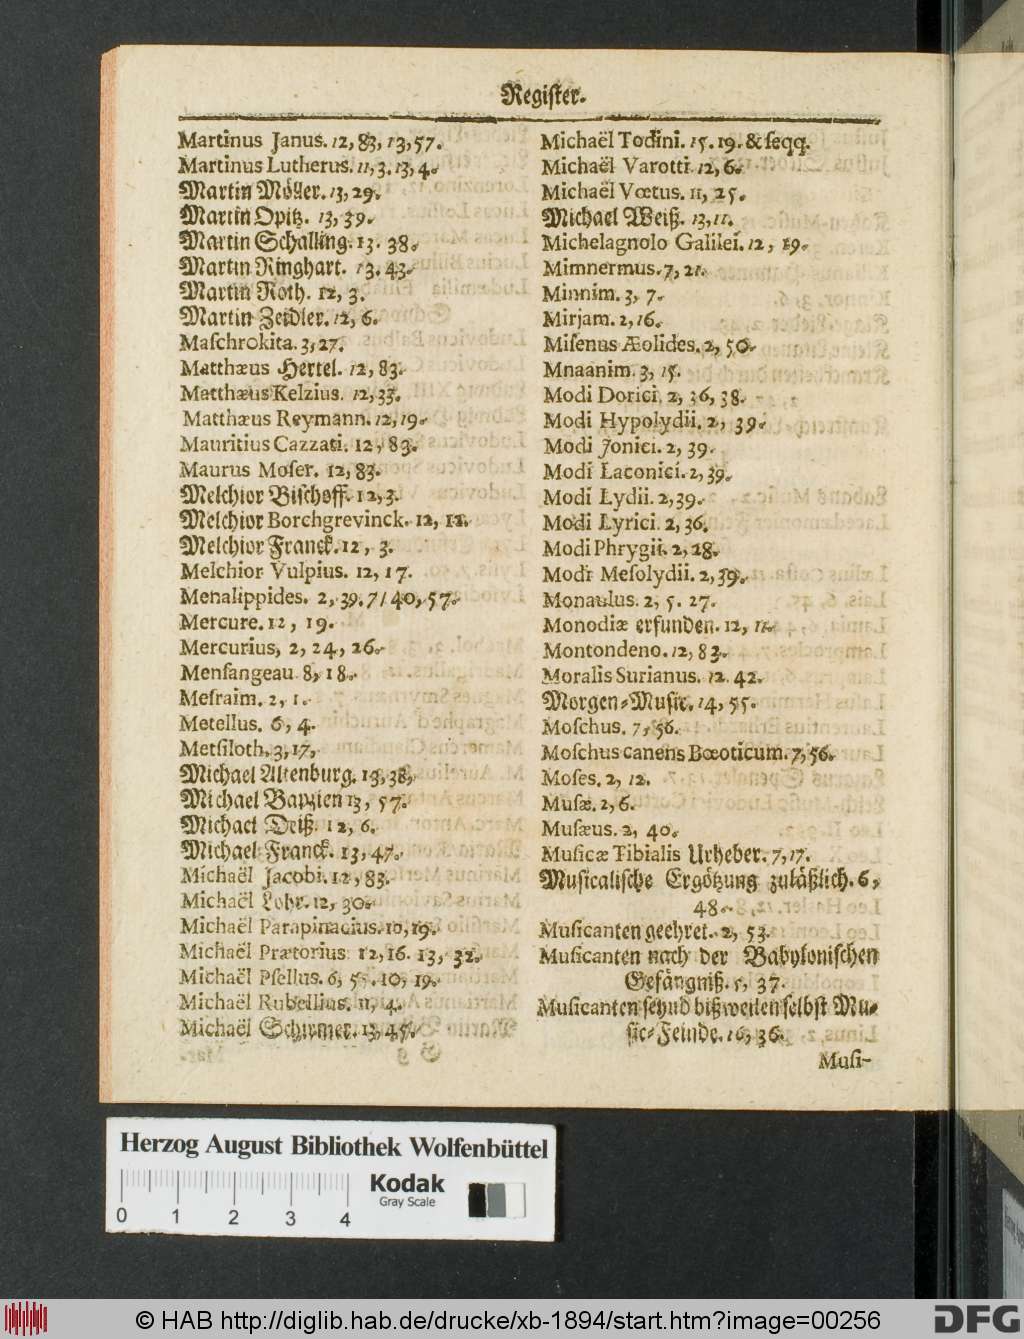 Register.
Martinus Janus. 12, 83, 13, 57.
Martinus Lutherus. 11, 3. 13, 4.
Martin Möller. 13, 29.
Martin Opitz. 13, 39.
Martin Schalling. 13. 38.
Martin Ringhart. 13. 43.
Martin Roth. 12, 3.
Martin Zeidler. 12, 6.
Maſchrokita. 3, 27.
Matthæus Hertel. 12, 83.
Matthæus Kelzius. 12, 33.
Matthæus Reymann. 12, 19.
Mauritius Cazzati. 12, 83.
Maurus Moſer. 12, 83.
Melchior Biſchoff. 12, 3.
Melchior Borchgrevinck. 12, 12.
Melchior Franck. 12, 3.
Melchior Vulpius. 12, 17.
Menalippides. 2, 39. 7, 40, 57.
Mercure. 12, 19.
Mercurius, 2, 24, 26.
Menſangeau. 8, 18.
Meſraim. 2, 1.
Metellus. 6, 4.
Metſiloth. 3, 17,
Michael Altenburg. 13, 38,
Michael Bapzien 13, 57.
Michael Deiß. 12, 6.
Michael Franck. 13, 47.
Michaël Jacobi. 12, 83.
Michaël Lohr. 12, 30.
Michaël Parapinacius. 10, 19.
Michaël Prætorius 12, 16. 13, 32.
Michaël Pſellus. 6, 55. 10, 19.
Michaël Rubellius. 11, 4.
Michaël Schirmer. 13, 45.
Michaël Todini. 15. 19. & ſeqq.
Michaël Varotti 12, 6.
Michaël Vœtus. 11, 25.
Michael Weiß. 13, 11.
Michelagnolo Galilei. 12, 19.
Mimnermus. 7, 21.
Minnim. 3, 7.
Mirjam. 2, 16.
Miſenus Æolides. 2, 50.
Mnaanim. 3, 15.
Modi Dorici. 2, 36, 38.
Modi Hypolydii. 2, 39.
Modi Jonici. 2, 39.
Modi Laconici. 2, 39.
Modi Lydii. 2, 39.
Modi Lyrici. 2, 36.
Modi Phrygii. 2, 28.
Modi Meſolydii. 2, 39.
Monaulus. 2, 5. 27.
Monodiæ erfunden. 12, 11.
Montondeno. 12, 83.
Moralis Surianus. 12. 42.
Morgen⸗Muſic. 14, 55.
Moſchus. 7, 56.
Moſchus canens Bœoticum. 7, 56.
Moſes. 2, 12.
Muſæ. 2, 6.
Muſæus. 2, 40.
Muſicæ Tibialis Urheber. 7, 17.
Muſicaliſche Ergötzung zuläßlich. 6,
48.
Muſicanten geehret. 2, 53.
Muſicanten nach der Babyloniſchen
Gefängniß. 5, 37.
Muſicanten ſeynd bißweilen ſelbſt Mu⸗
ſic⸗Feinde. 16, 36.
Muſi-
Herzog August Bibliothek Wolfenbüttel
Kodak
Gray Scale
0 1 2 3 4
© HAB http://diglib.hab.de/drucke/xb-1894/start.htm?image=00256
DFG